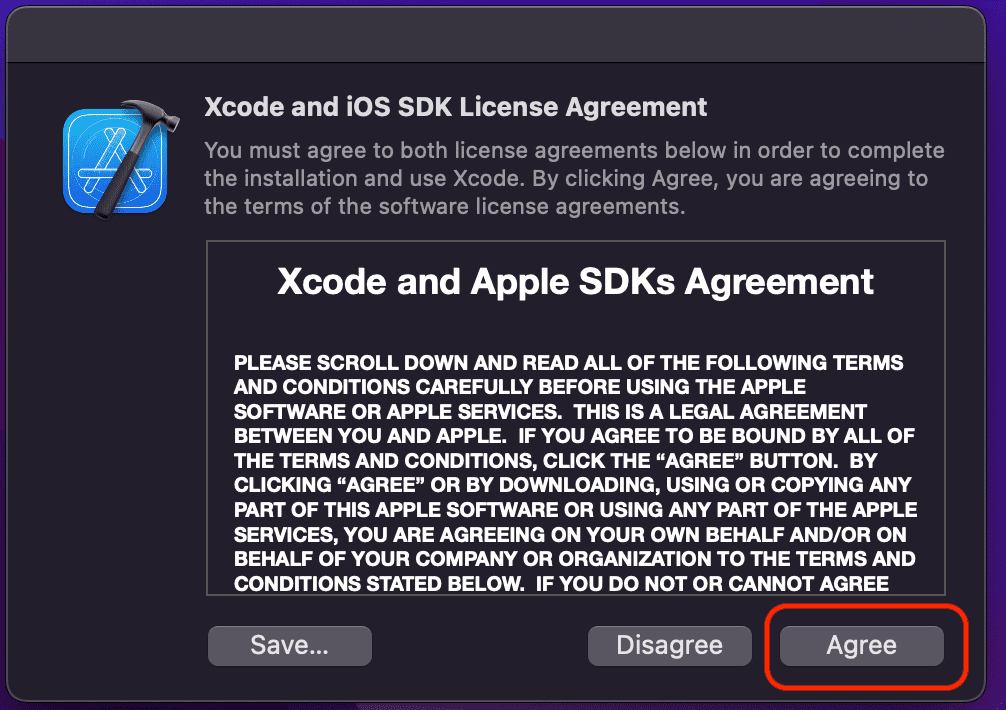 Xcode and iOS SDK License Agreement
You must agree to both license agreements below in order to complete
the installation and use Xcode. By clicking Agree, you are agreeing to
the terms of the software license agreements.
Xcode and Apple SDKs Agreement
PLEASE SCROLL DOWN AND READ ALL OF THE FOLLOWING TERMS
AND CONDITIONS CAREFULLY BEFORE USING THE APPLE
SOFTWARE OR APPLE SERVICES.  THIS IS A LEGAL AGREEMENT
BETWEEN YOU AND APPLE.  IF YOU AGREE TO BE BOUND BY ALL OF
THE TERMS AND CONDITIONS, CLICK THE “AGREE” BUTTON.  BY
CLICKING “AGREE” OR BY DOWNLOADING, USING OR COPYING ANY
PART OF THIS APPLE SOFTWARE OR USING ANY PART OF THE APPLE
SERVICES, YOU ARE AGREEING ON YOUR OWN BEHALF AND/OR ON
BEHALF OF YOUR COMPANY OR ORGANIZATION TO THE TERMS AND
CONDITIONS STATED BELOW.  IF YOU DO NOT OR CANNOT AGREE
Save...
Disagree
Agree